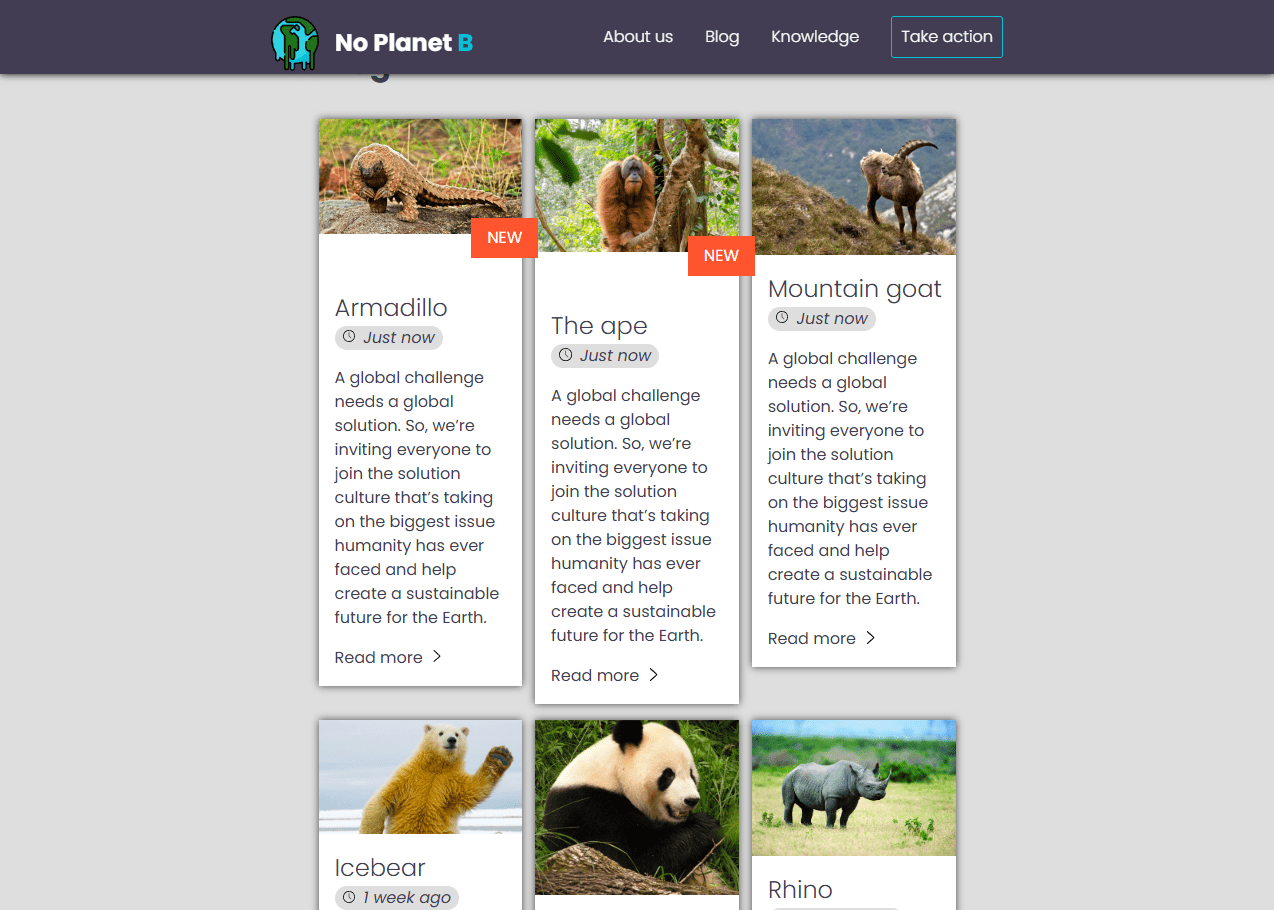 No Planet B
About us
Blog
Knowledge
Take action
NEW
Armadillo
Just now
A global challenge
needs a global
solution. So, we’re
inviting everyone to
join the solution
culture that’s taking
on the biggest issue
humanity has ever
faced and help
create a sustainable
future for the Earth.
Read more
NEW
The ape
Just now
A global challenge
needs a global
solution. So, we’re
inviting everyone to
join the solution
culture that’s taking
on the biggest issue
humanity has ever
faced and help
create a sustainable
future for the Earth.
Read more
Mountain goat
Just now
A global challenge
needs a global
solution. So, we’re
inviting everyone to
join the solution
culture that’s taking
on the biggest issue
humanity has ever
faced and help
create a sustainable
future for the Earth.
Read more
Icebear
1 week ago
Rhino